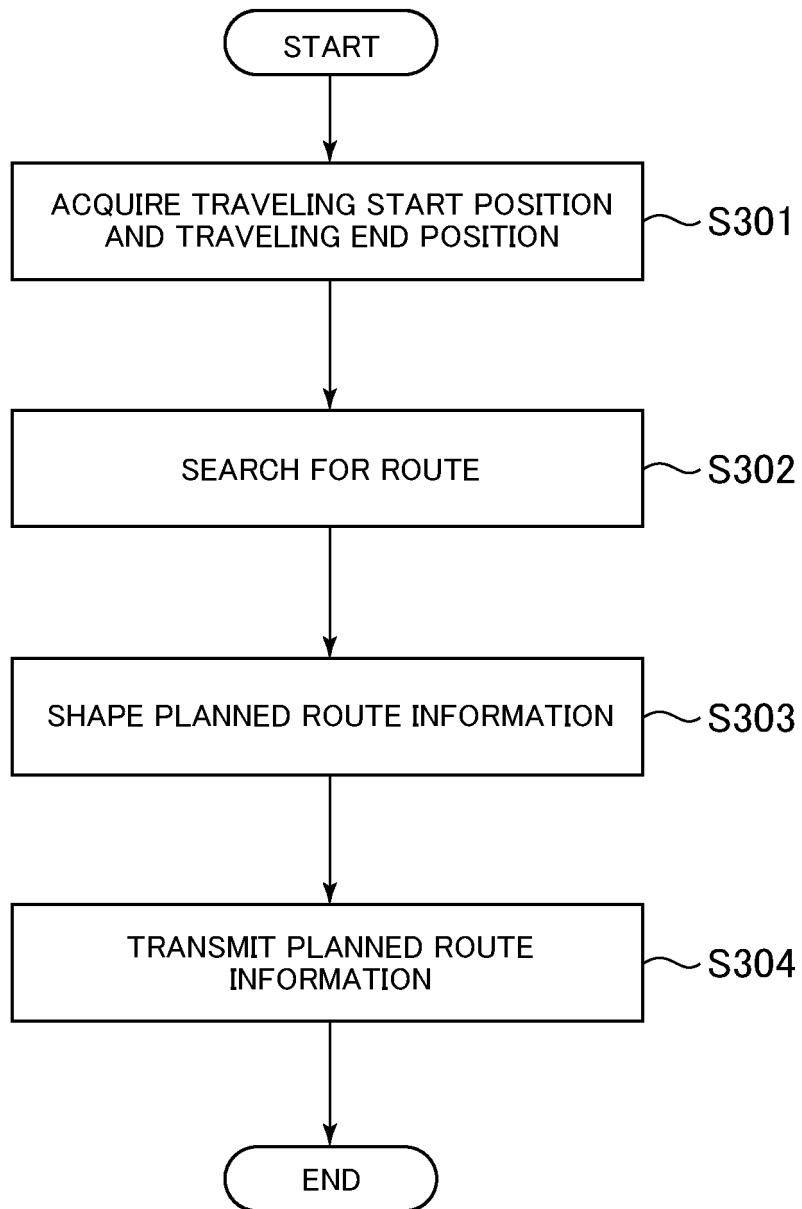 START
ACQUIRE TRAVELING START POSITION
AND TRAVELING END POSITION
S301
SEARCH FOR ROUTE
S302
SHAPE PLANNED ROUTE INFORMATION
S303
TRANSMIT PLANNED ROUTE
INFORMATION
S304
END